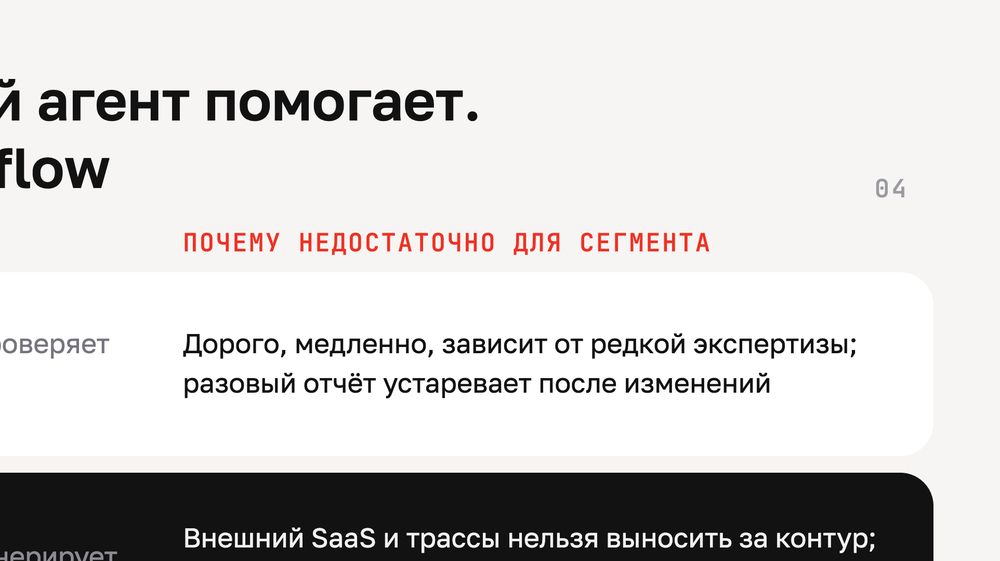 й агент помогает.
flow
04
ПОЧЕМУ НЕДОСТАТОЧНО ДЛЯ СЕГМЕНТА
роверяет
Дорого, медленно, зависит от редкой экспертизы;
разовый отчёт устаревает после изменений
Внешний SaaS и трассы нельзя выносить за контур;
нерирует